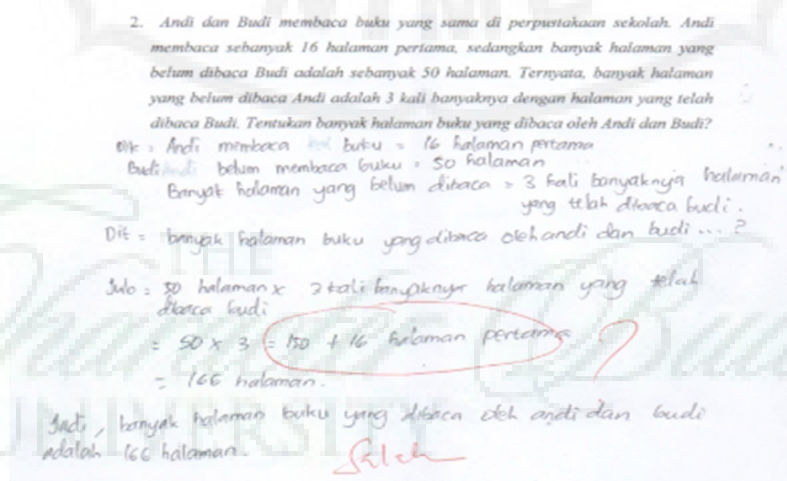 2. Andi dan Budi membaca buku yang sama di perpustakaan sekolah. Andi
membaca sebanyak 16 halaman pertama, sedangkan banyak halaman yang
belum dibaca Budi adalah sebanyak 50 halaman. Ternyata, banyak halaman
yang belum dibaca Andi adalah 3 kali banyaknya dengan halaman yang telah
dibaca Budi. Tentukan banyak halaman buku yang dibaca oleh Andi dan Budi?
Dik : Andi membaca buku = 16 halaman pertama
Budi belum membaca buku = 50 halaman
Banyak halaman yang belum dibaca = 3 kali banyaknya halaman
yang telah dibaca budi.
Dit = banyak halaman buku yang dibaca oleh andi dan budi ... ?
Jwb = 50 halaman x 3 kali banyaknya halaman yang telah
dibaca budi
= 50 x 3 = 150 + 16 halaman pertama ?
= 166 halaman.
Jadi, banyak halaman buku yang dibaca oleh andi dan budi
adalah 166 halaman.
Salah
THE
UNIVERSITY